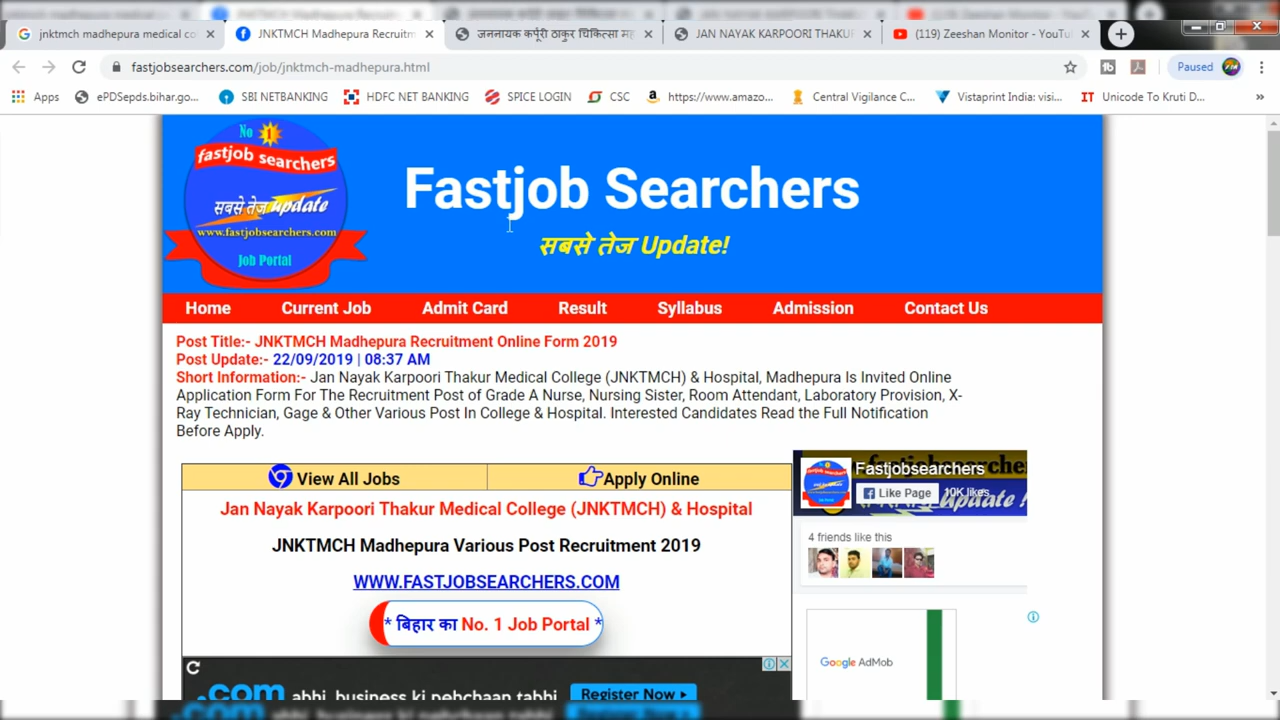 jnktmch madhepura medical co
JNKTMCH Madhepura Recruitm
जननायक कर्पूरी ठाकुर चिकित्सा मह
JAN NAYAK KARPOORI THAKUR
(119) Zeeshan Monitor - YouTu
fastjobsearchers.com/job/jnktmch-madhepura.html
Paused
Apps
ePDSepds.bihar.go...
SBI NETBANKING
HDFC NET BANKING
SPICE LOGIN
CSC
https://www.amazo...
Central Vigilance C...
Vistaprint India: visi...
Unicode To Kruti D...
No 1
fastjob searchers
सबसे तेज update
www.fastjobsearchers.com
Job Portal
Fastjob Searchers
सबसे तेज Update!
Home
Current Job
Admit Card
Result
Syllabus
Admission
Contact Us
Post Title:- JNKTMCH Madhepura Recruitment Online Form 2019
Post Update:- 22/09/2019 | 08:37 AM
Short Information:- Jan Nayak Karpoori Thakur Medical College (JNKTMCH) & Hospital, Madhepura Is Invited Online
Application Form For The Recruitment Post of Grade A Nurse, Nursing Sister, Room Attendant, Laboratory Provision, X-
Ray Technician, Gage & Other Various Post In College & Hospital. Interested Candidates Read the Full Notification
Before Apply.
View All Jobs
Apply Online
Jan Nayak Karpoori Thakur Medical College (JNKTMCH) & Hospital
JNKTMCH Madhepura Various Post Recruitment 2019
WWW.FASTJOBSEARCHERS.COM
* बिहार का No. 1 Job Portal *
Fastjobsearchers
Like Page
10K likes
4 friends like this
Google AdMob
.com abhi, business ki pehchaan tabhi
Register Now